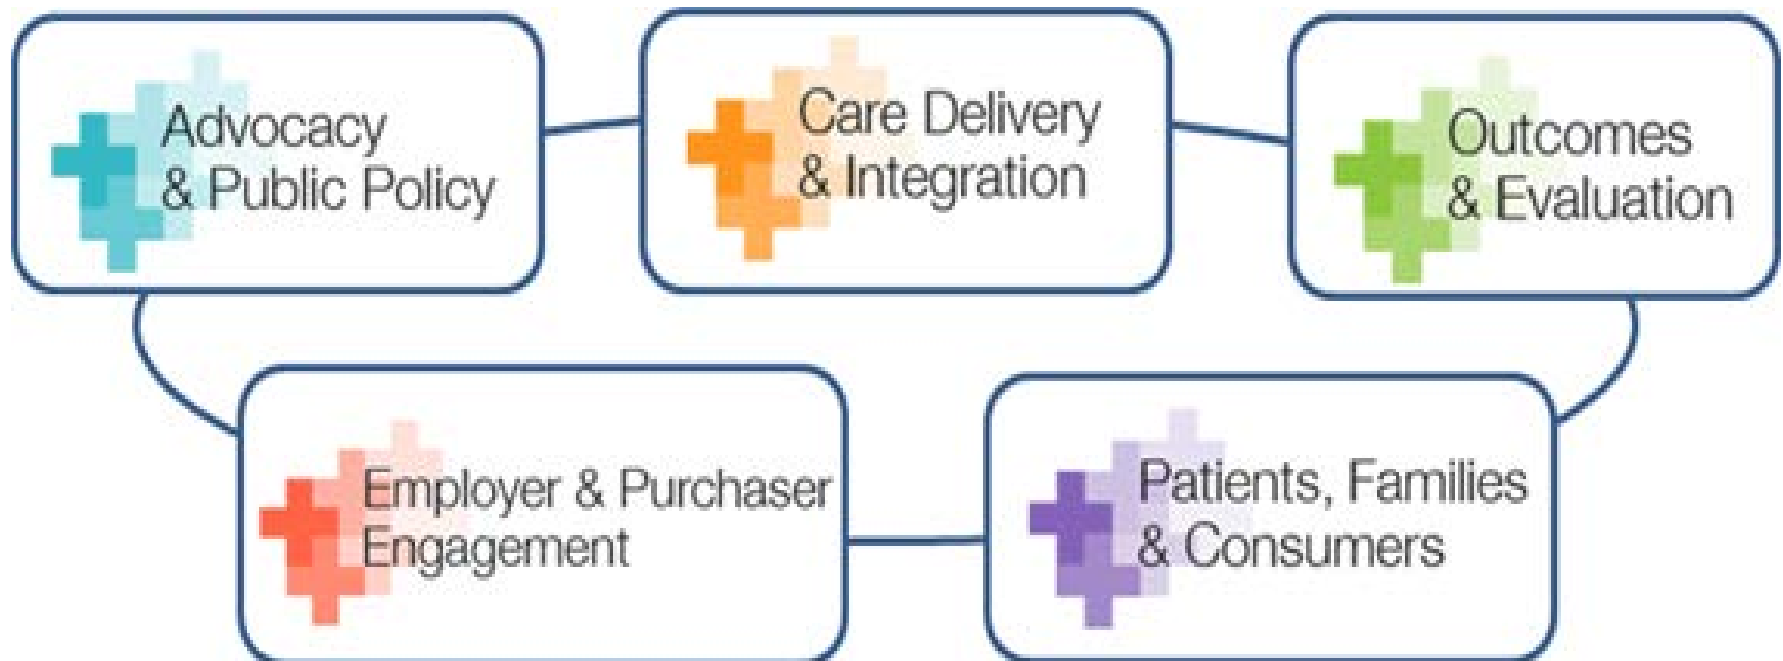 Advocacy
& Public Policy
Care Delivery
& Integration
Outcomes
& Evaluation
Employer & Purchaser
Engagement
Patients, Families
& Consumers